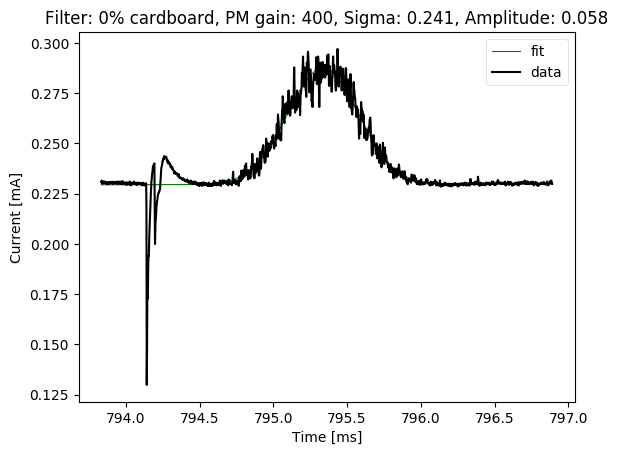 Filter: 0% cardboard, PM gain: 400, Sigma: 0.241, Amplitude: 0.058
0.300
0.275
0.250
0.225
0.200
0.175
0.150
0.125
Current [mA]
fit
data
794.0 794.5 795.0 795.5 796.0 796.5 797.0
Time [ms]